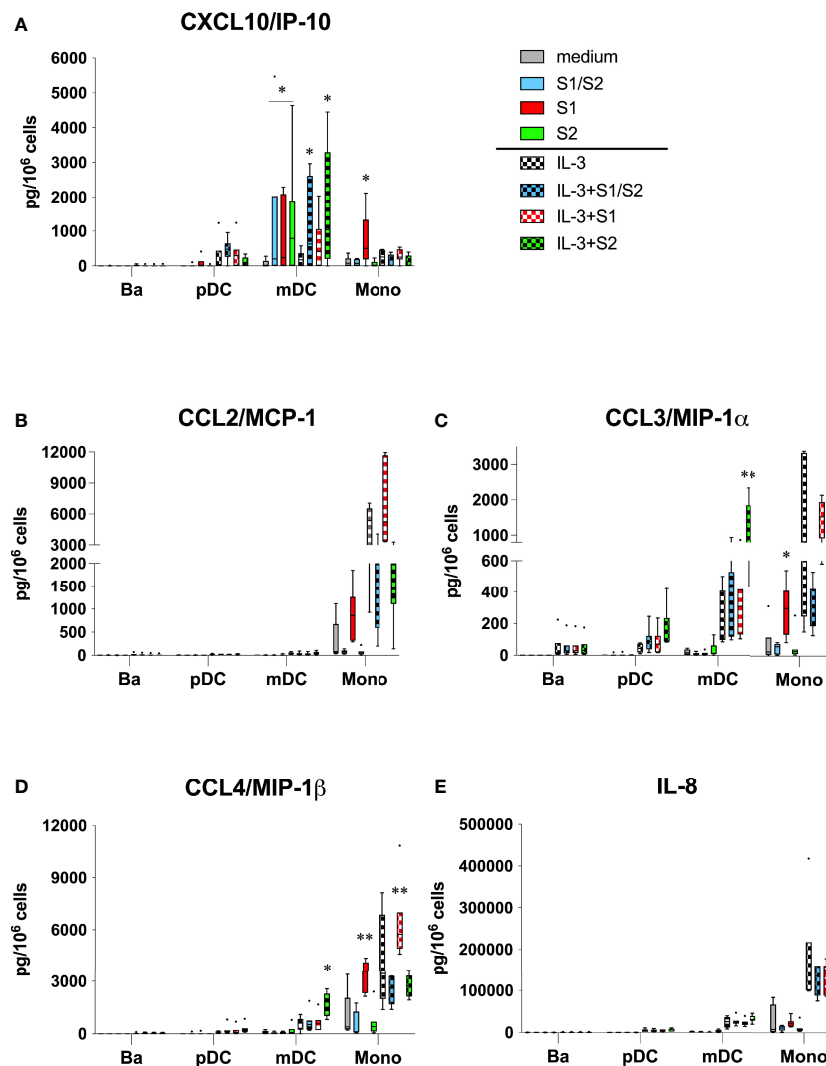 A
CXCL10/IP-10
6000
5000
4000
3000
2000
1000
0
pg/10⁶ cells
*
*
*
*
Ba pDC mDC Mono
medium
S1/S2
S1
S2
IL-3
IL-3+S1/S2
IL-3+S1
IL-3+S2
B
CCL2/MCP-1
12000
9000
6000
3000
2000
1500
1000
500
0
pg/10⁶ cells
Ba pDC mDC Mono
C
CCL3/MIP-1α
3000
2000
1000
600
400
200
0
pg/10⁶ cells
**
*
Ba pDC mDC Mono
D
CCL4/MIP-1β
12000
9000
6000
3000
0
pg/10⁶ cells
*
**
**
Ba pDC mDC Mono
E
IL-8
500000
400000
300000
200000
100000
0
pg/10⁶ cells
Ba pDC mDC Mono